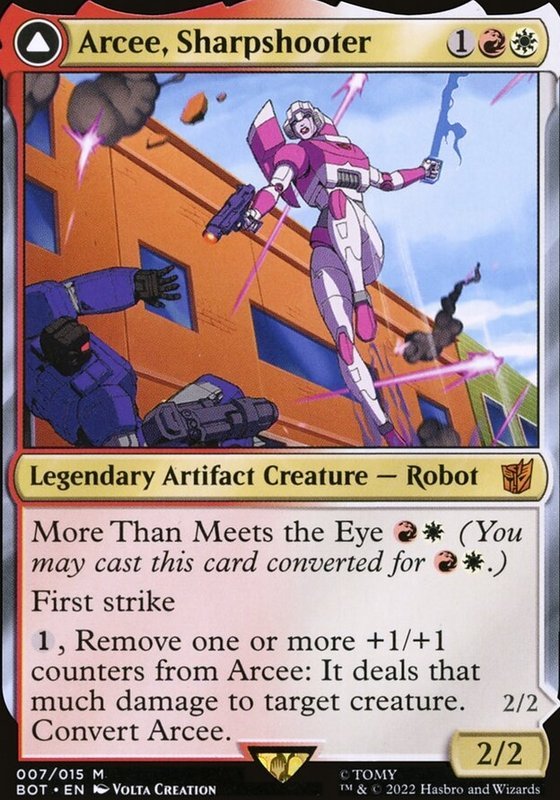 Arcee, Sharpshooter 1
Legendary Artifact Creature — Robot
More Than Meets the Eye (You
may cast this card converted for .)
First strike
1, Remove one or more +1/+1
counters from Arcee: It deals that
much damage to target creature.
Convert Arcee.
2/2
2/2
007/015 M
BOT • EN VOLTA CREATION
© TOMY
™ & © 2022 Hasbro and Wizards